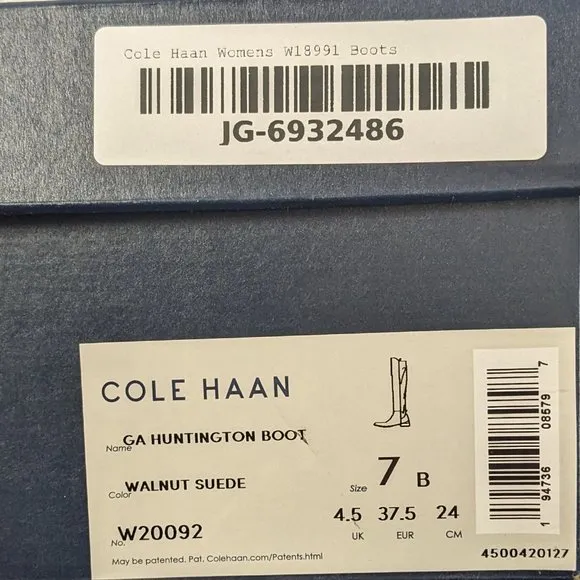 Cole Haan Womens W18991 Boots
JG-6932486
COLE HAAN
Name GA HUNTINGTON BOOT
Color WALNUT SUEDE
No. W20092
May be patented. Pat. Colehaan.com/Patents.html
Size 7 B
4.5 37.5 24
UK EUR CM
1 94736 08579 7
4500420127